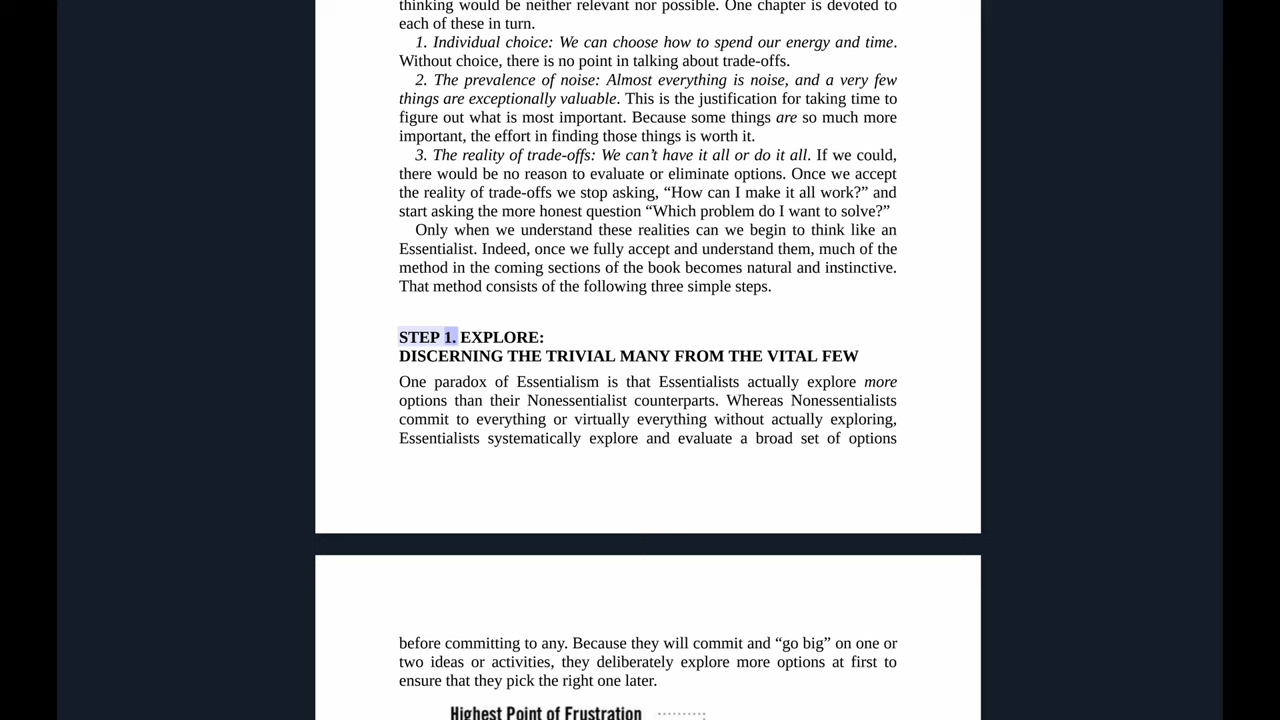 thinking would be neither relevant nor possible. One chapter is devoted to
each of these in turn.
1. Individual choice: We can choose how to spend our energy and time.
Without choice, there is no point in talking about trade-offs.
2. The prevalence of noise: Almost everything is noise, and a very few
things are exceptionally valuable. This is the justification for taking time to
figure out what is most important. Because some things are so much more
important, the effort in finding those things is worth it.
3. The reality of trade-offs: We can’t have it all or do it all. If we could,
there would be no reason to evaluate or eliminate options. Once we accept
the reality of trade-offs we stop asking, “How can I make it all work?” and
start asking the more honest question “Which problem do I want to solve?”
Only when we understand these realities can we begin to think like an
Essentialist. Indeed, once we fully accept and understand them, much of the
method in the coming sections of the book becomes natural and instinctive.
That method consists of the following three simple steps.
STEP 1. EXPLORE:
DISCERNING THE TRIVIAL MANY FROM THE VITAL FEW
One paradox of Essentialism is that Essentialists actually explore more
options than their Nonessentialist counterparts. Whereas Nonessentialists
commit to everything or virtually everything without actually exploring,
Essentialists systematically explore and evaluate a broad set of options
before committing to any. Because they will commit and “go big” on one or
two ideas or activities, they deliberately explore more options at first to
ensure that they pick the right one later.
Highest Point of Frustration